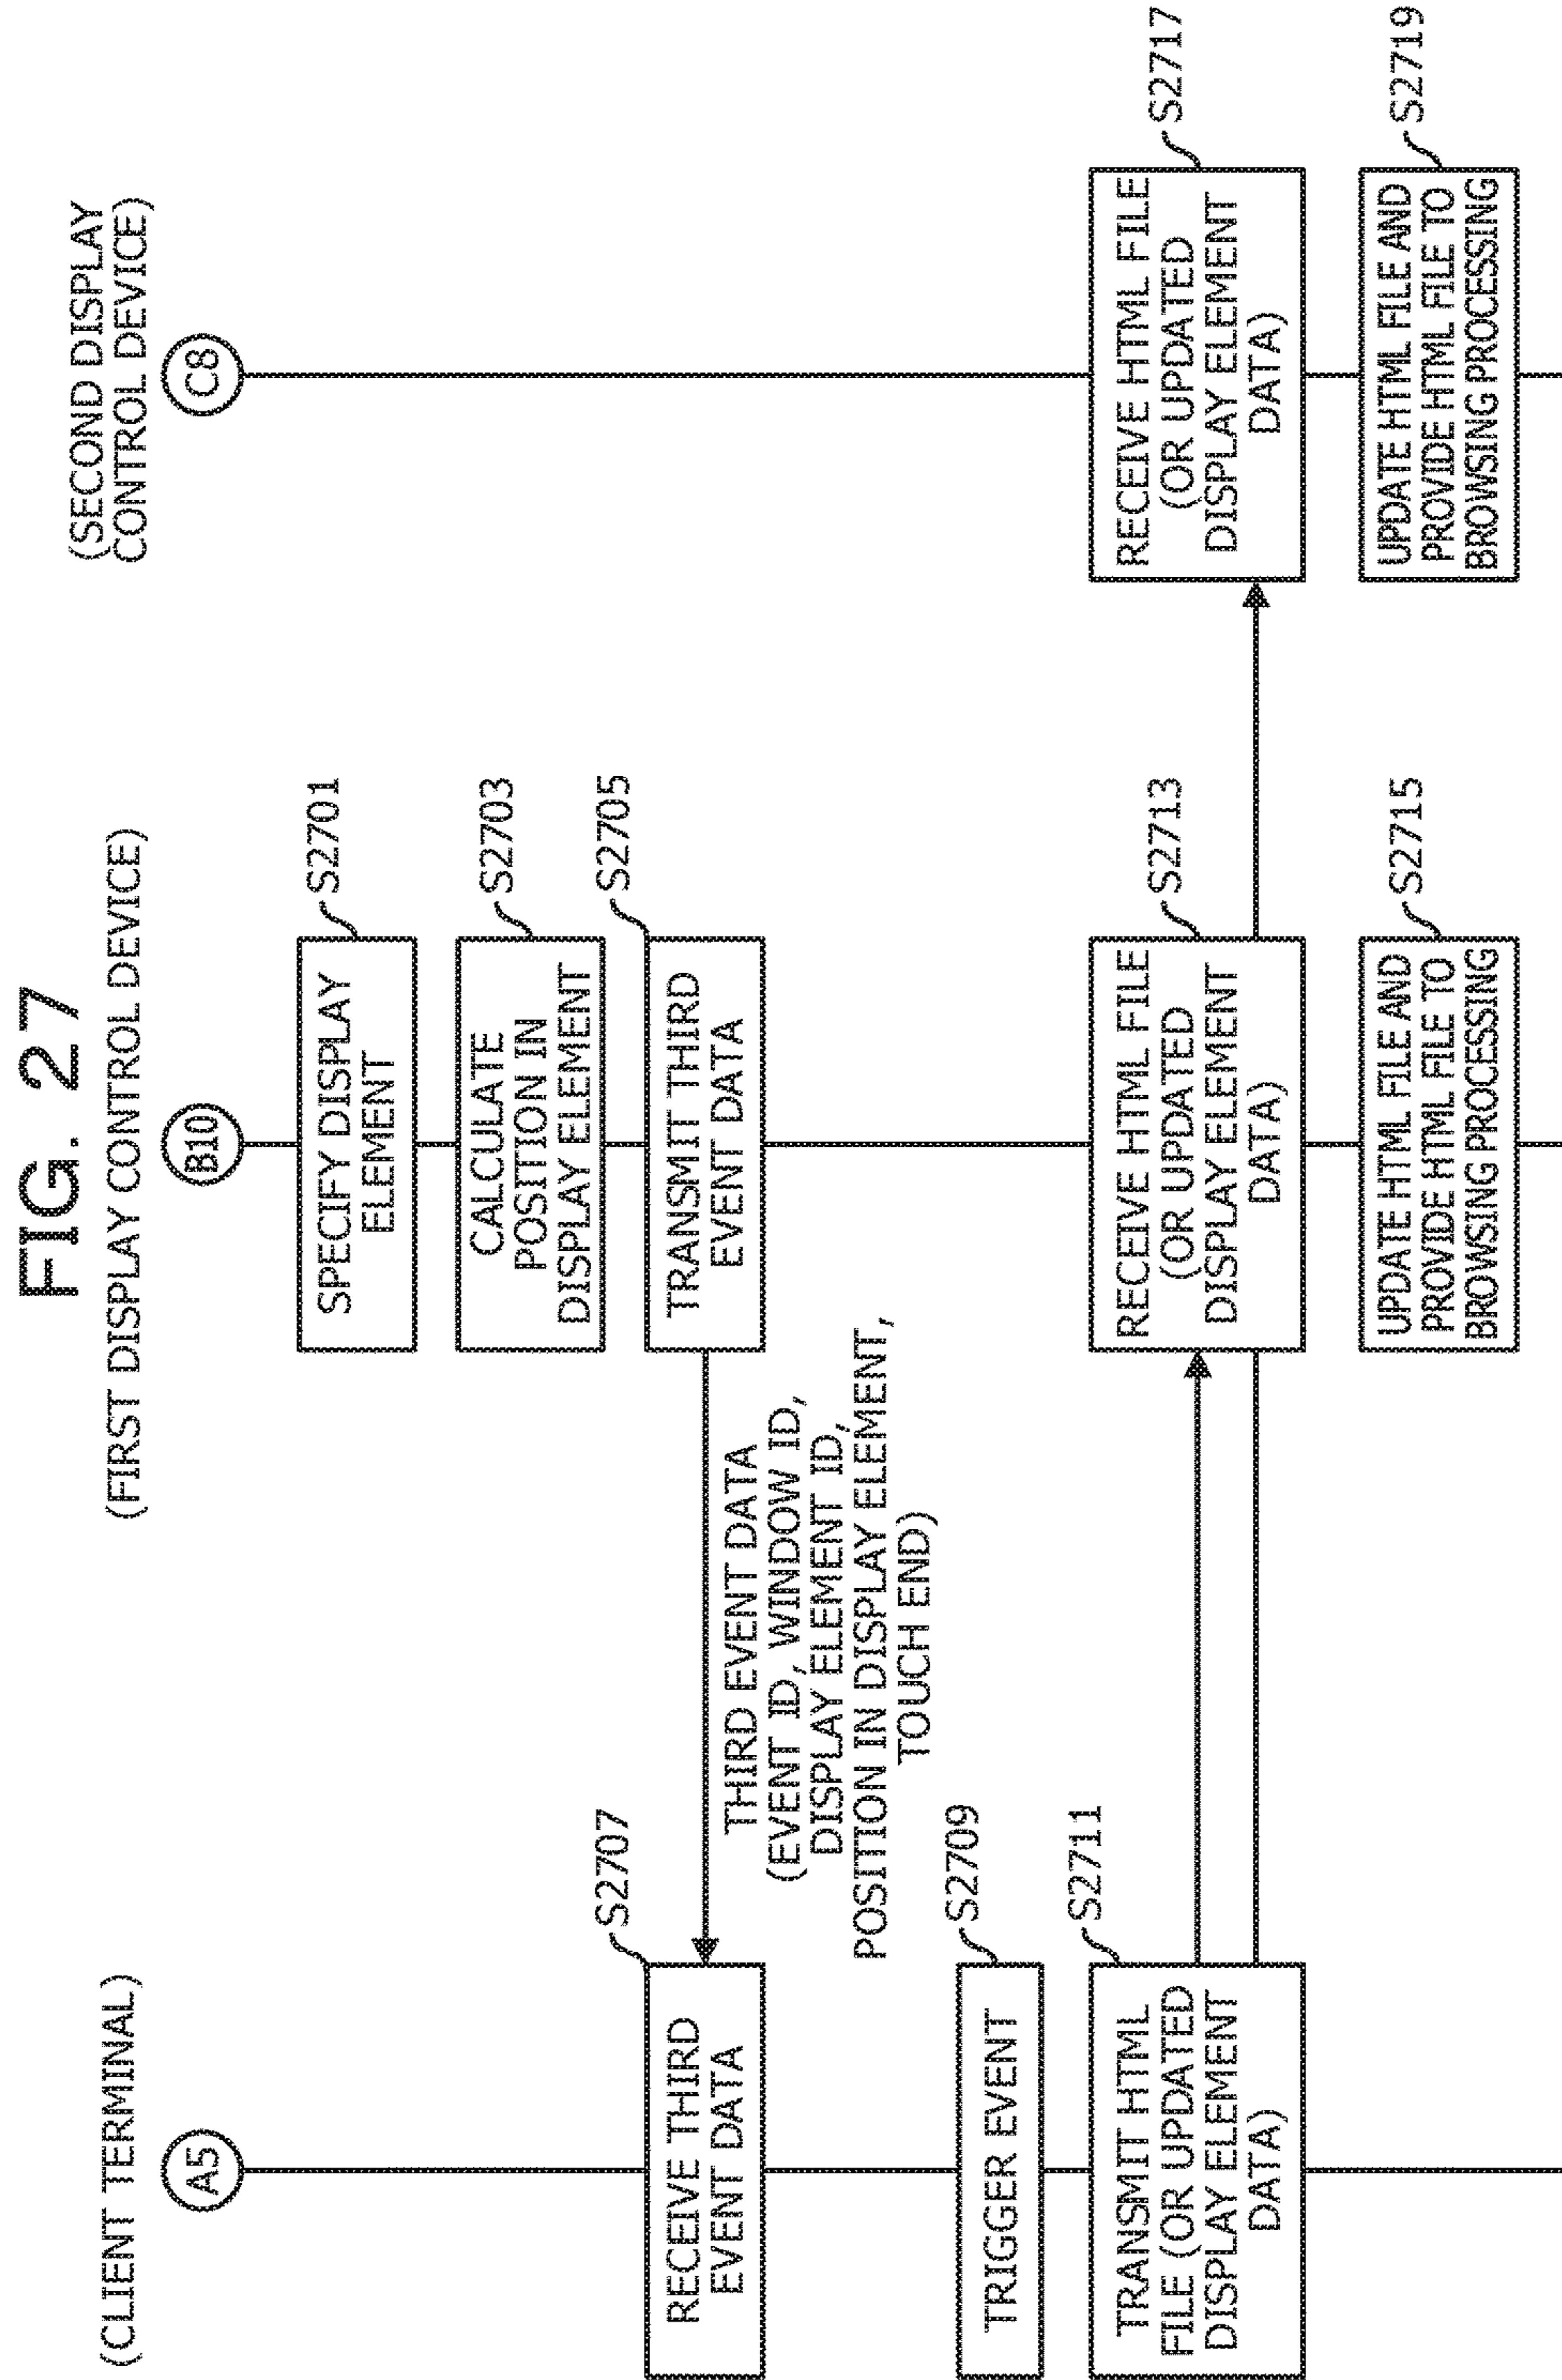 FIG. 27
(CLIENT TERMINAL)
(FIRST DISPLAY CONTROL DEVICE)
(SECOND DISPLAY
CONTROL DEVICE)
A5
B10
C8
SPECIFY DISPLAY
ELEMENT
S2701
CALCULATE
POSITION IN
DISPLAY ELEMENT
S2703
TRANSMIT THIRD
EVENT DATA
S2705
RECEIVE THIRD
EVENT DATA
S2707
THIRD EVENT DATA
(EVENT ID, WINDOW ID,
DISPLAY ELEMENT ID,
POSITION IN DISPLAY ELEMENT,
TOUCH END)
TRIGGER EVENT
S2709
TRANSMIT HTML
FILE (OR UPDATED
DISPLAY ELEMENT
DATA)
S2711
RECEIVE HTML FILE
(OR UPDATED
DISPLAY ELEMENT
DATA)
S2713
RECEIVE HTML FILE
(OR UPDATED
DISPLAY ELEMENT
DATA)
S2717
UPDATE HTML FILE AND
PROVIDE HTML FILE TO
BROWSING PROCESSING
S2715
UPDATE HTML FILE AND
PROVIDE HTML FILE TO
BROWSING PROCESSING
S2719